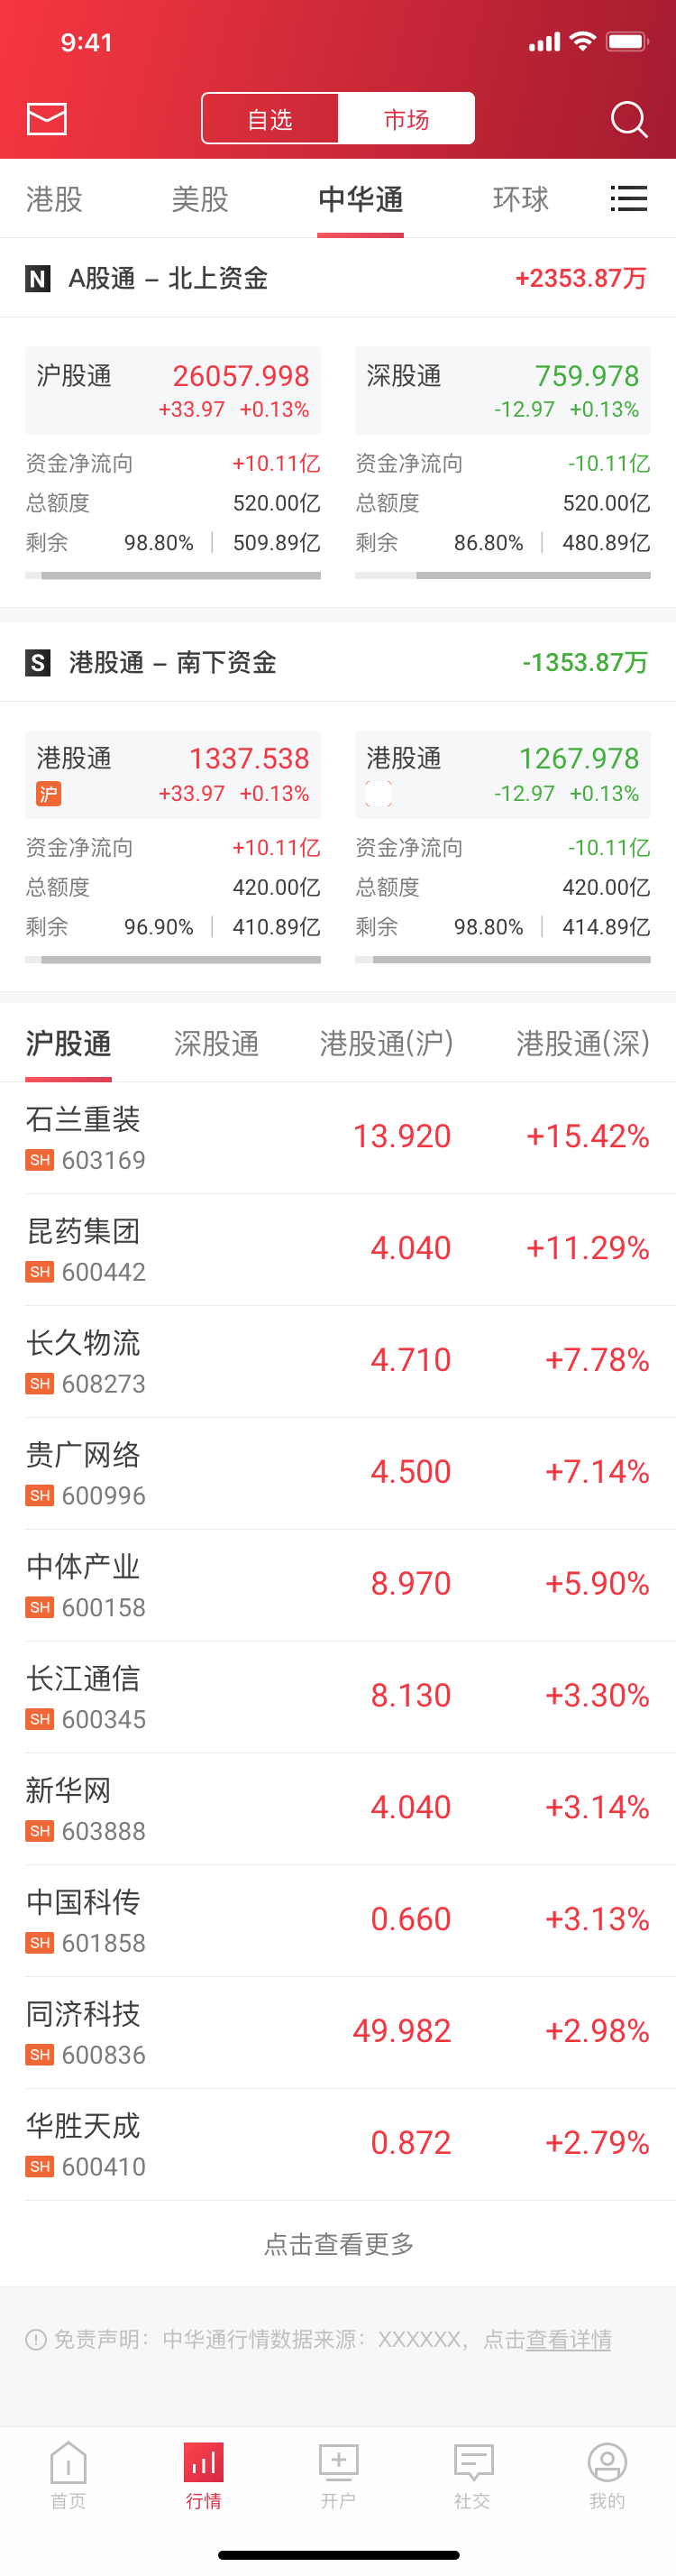 9:41
自选 市场
港股 美股 中华通 环球
N A股通 – 北上资金 +2353.87万
沪股通 26057.998 深股通 759.978
+33.97 +0.13% -12.97 +0.13%
资金净流向 +10.11亿 资金净流向 -10.11亿
总额度 520.00亿 总额度 520.00亿
剩余 98.80% 509.89亿 剩余 86.80% 480.89亿
S 港股通 – 南下资金 -1353.87万
港股通 1337.538 港股通 1267.978
沪 +33.97 +0.13% -12.97 +0.13%
资金净流向 +10.11亿 资金净流向 -10.11亿
总额度 420.00亿 总额度 420.00亿
剩余 96.90% 410.89亿 剩余 98.80% 414.89亿
沪股通 深股通 港股通(沪) 港股通(深)
石兰重装
13.920 +15.42%
SH 603169
昆药集团
4.040 +11.29%
SH 600442
长久物流
4.710 +7.78%
SH 608273
贵广网络
4.500 +7.14%
SH 600996
中体产业
8.970 +5.90%
SH 600158
长江通信
8.130 +3.30%
SH 600345
新华网
4.040 +3.14%
SH 603888
中国科传
0.660 +3.13%
SH 601858
同济科技
49.982 +2.98%
SH 600836
华胜天成
0.872 +2.79%
SH 600410
点击查看更多
免责声明：中华通行情数据来源：XXXXXX，点击查看详情
首页 行情 开户 社交 我的